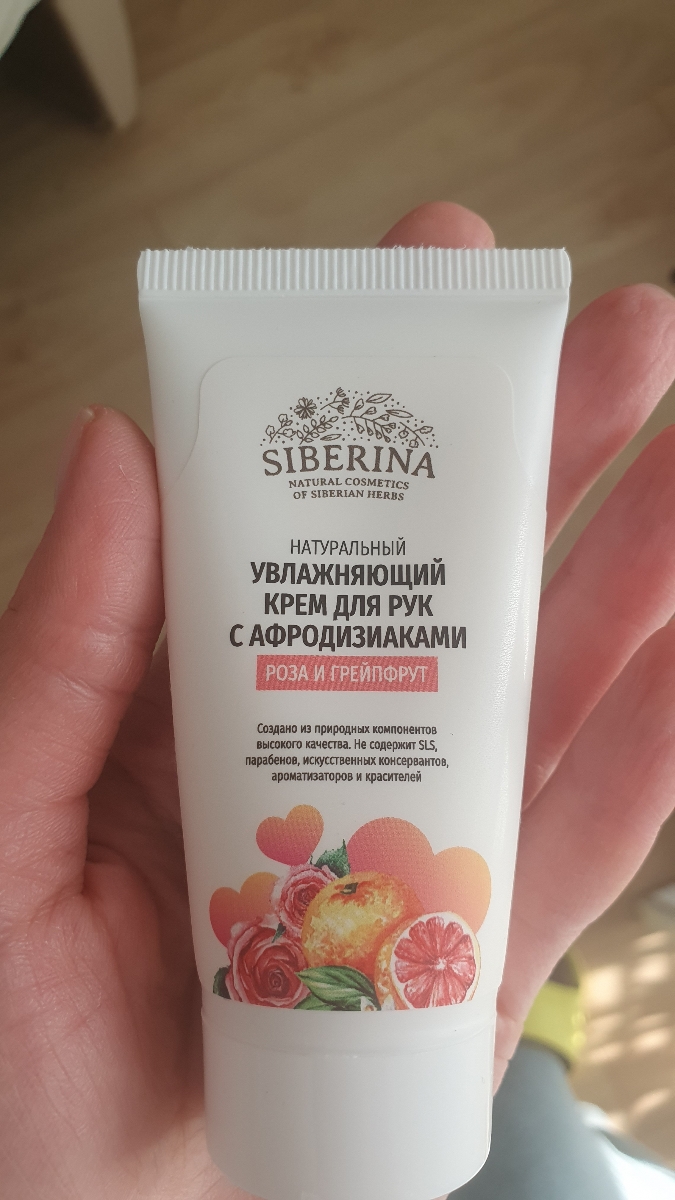 SIBERINA
NATURAL COSMETICS
OF SIBERIAN HERBS
НАТУРАЛЬНЫЙ
УВЛАЖНЯЮЩИЙ
КРЕМ ДЛЯ РУК
С АФРОДИЗИАКАМИ
РОЗА И ГРЕЙПФРУТ
Создано из природных компонентов
высокого качества. Не содержит SLS,
парабенов, искусственных консервантов,
ароматизаторов и красителей